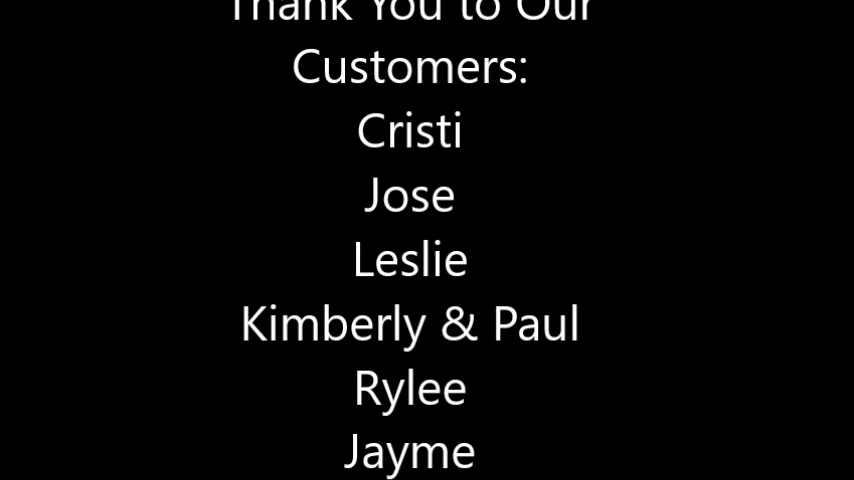 Thank You to Our
Customers:
Cristi
Jose
Leslie
Kimberly & Paul
Rylee
Jayme